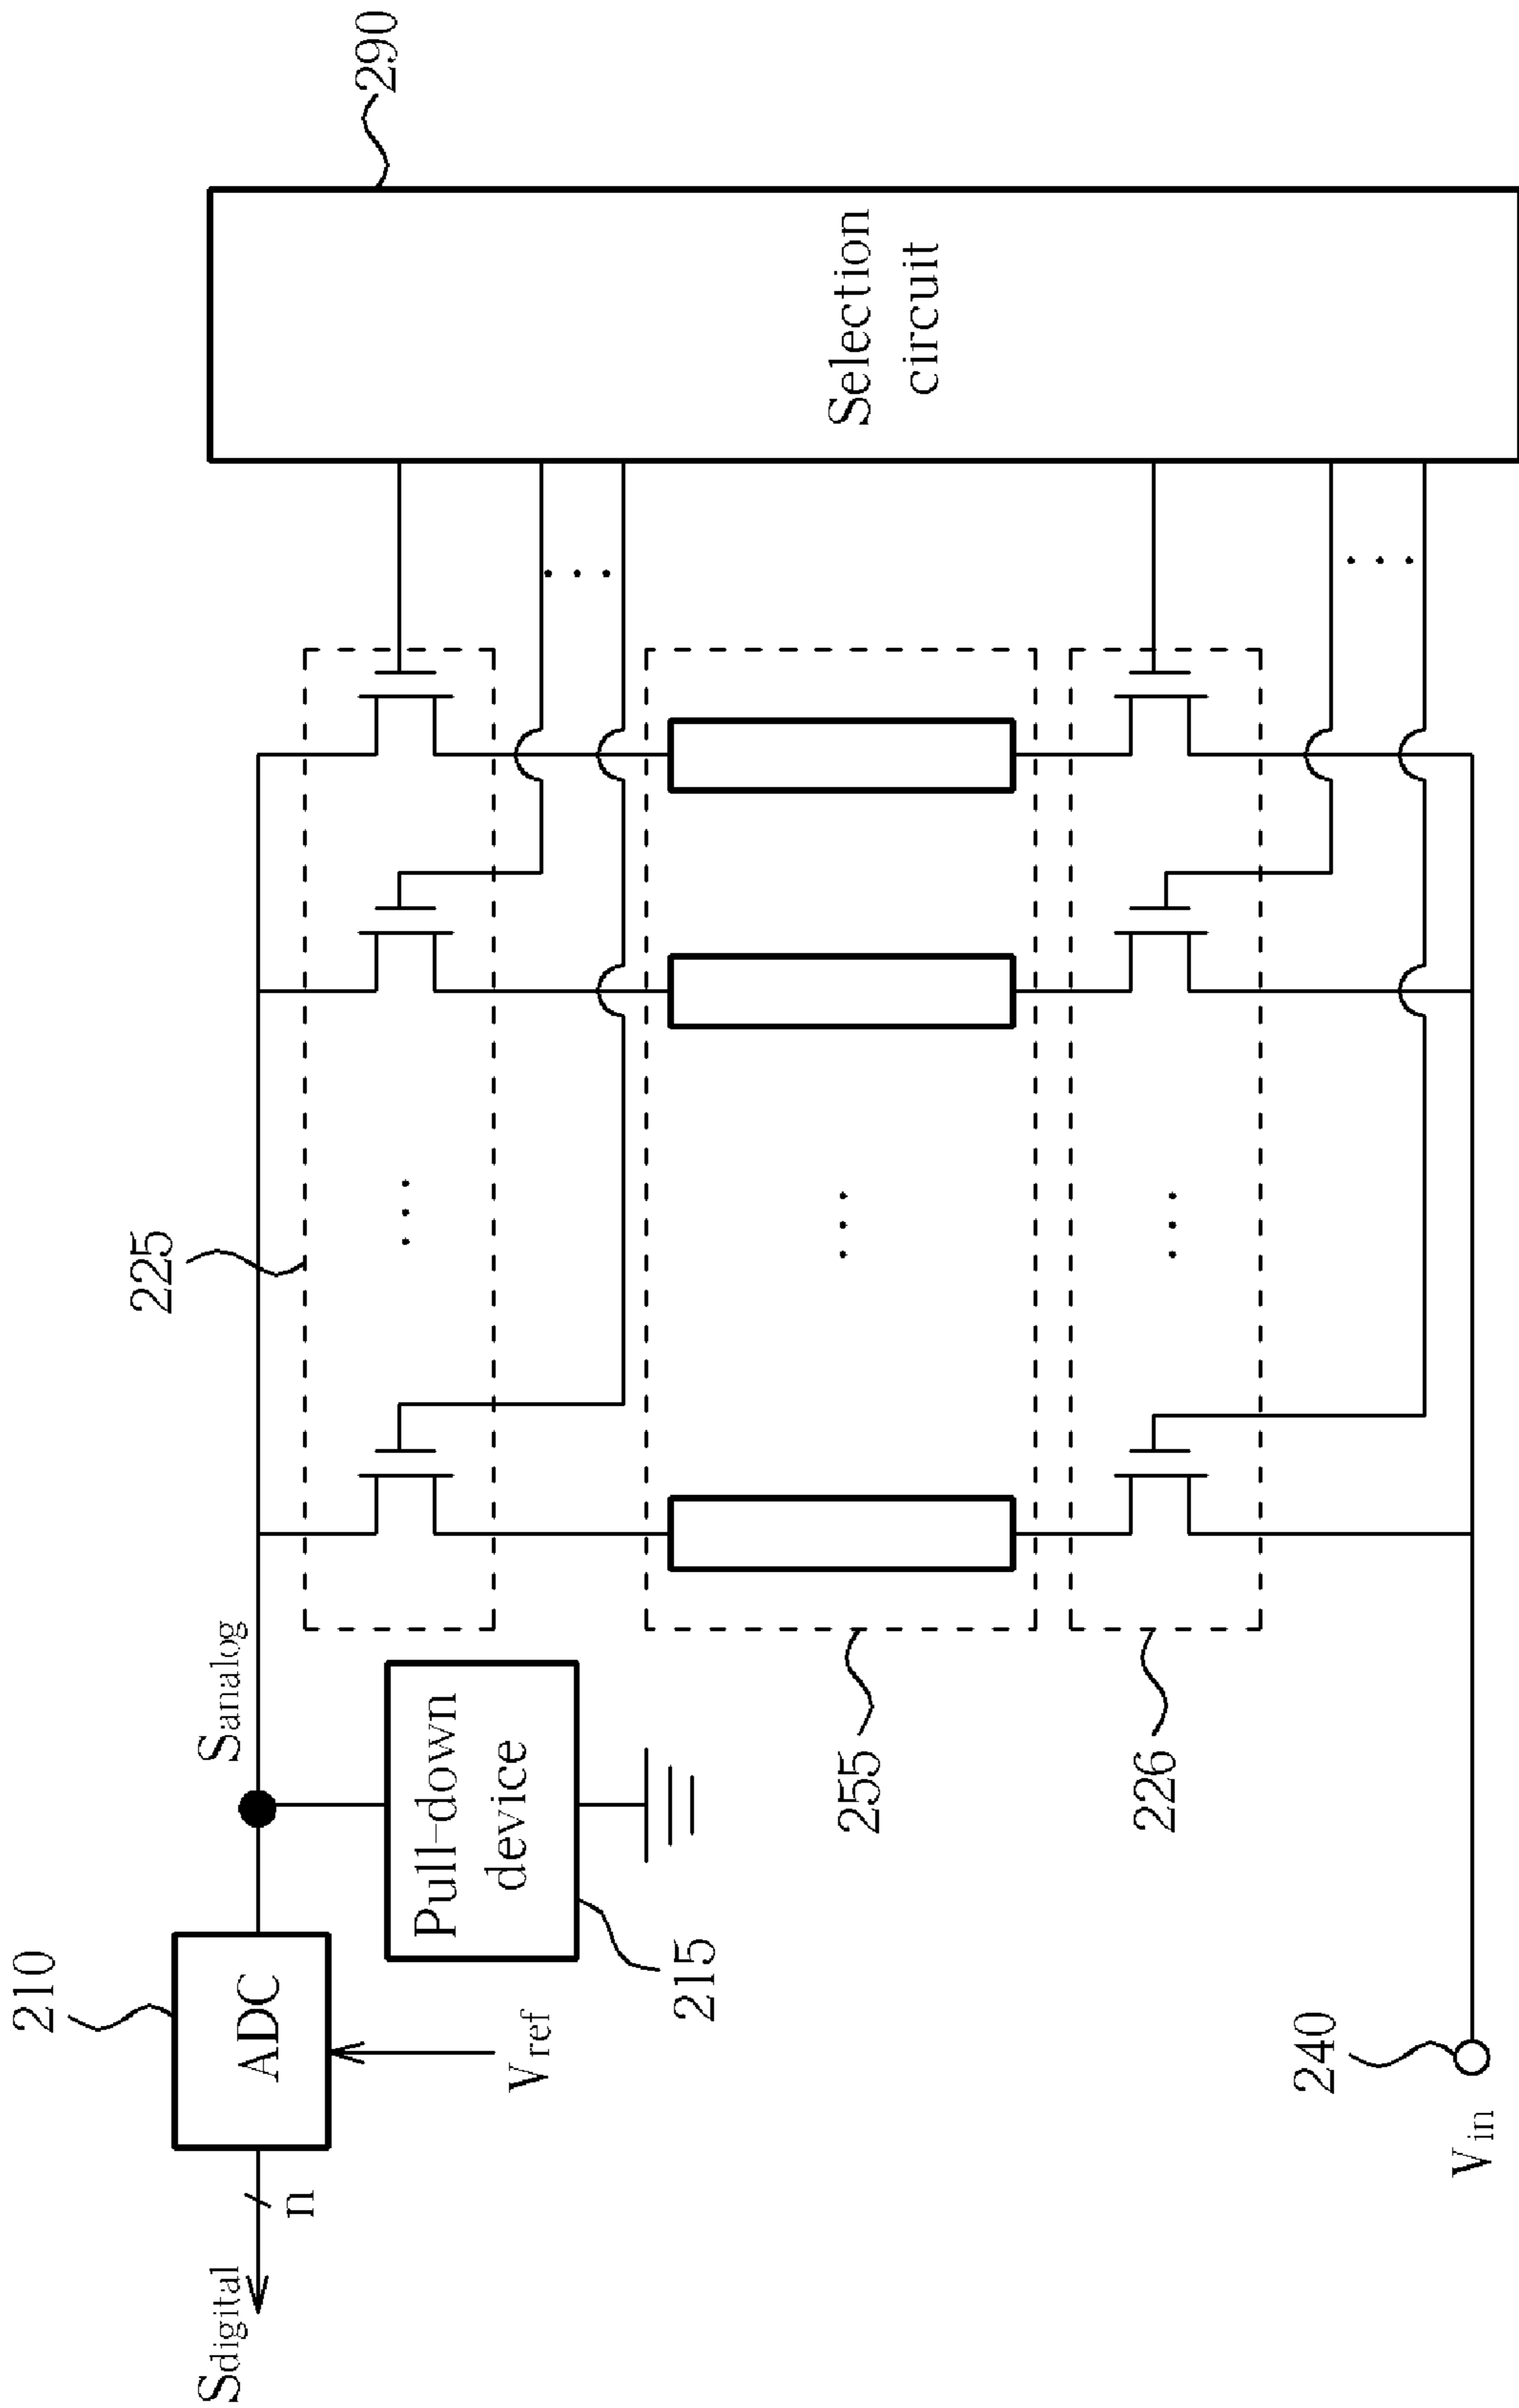 290
Selection
circuit
225
Sanalog
210
ADC
Pull-down
device
215
Vref
n
Sdigital
255
226
240
Vin